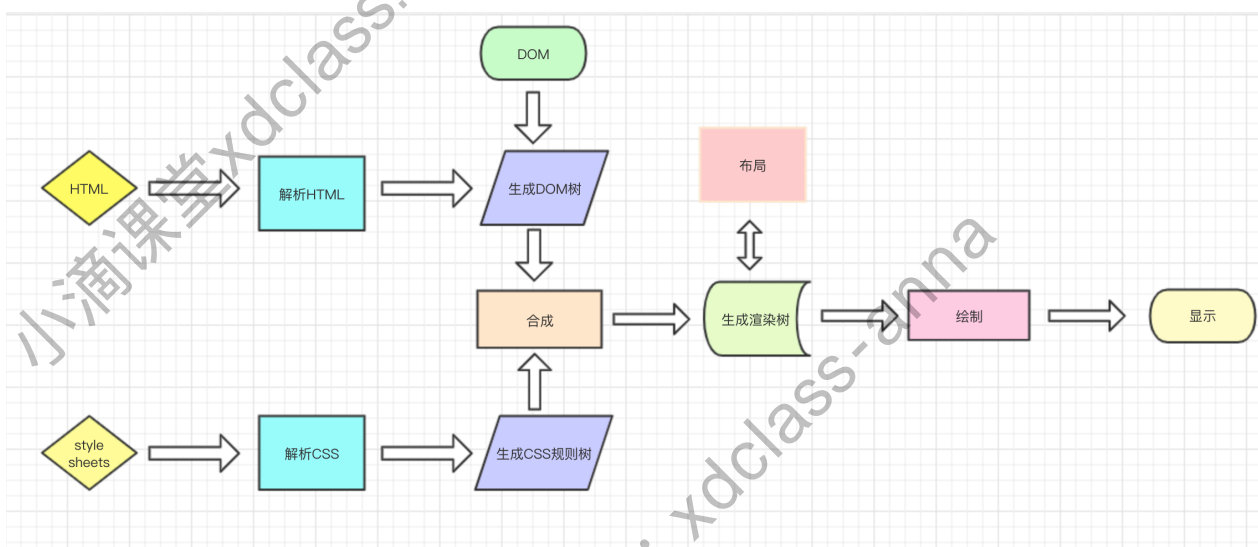 DOM
布局
HTML
解析HTML
生成DOM树
合成
生成渲染树
绘制
显示
style
sheets
解析CSS
生成CSS规则树
小滴课堂xdclass.
xdclass-anna